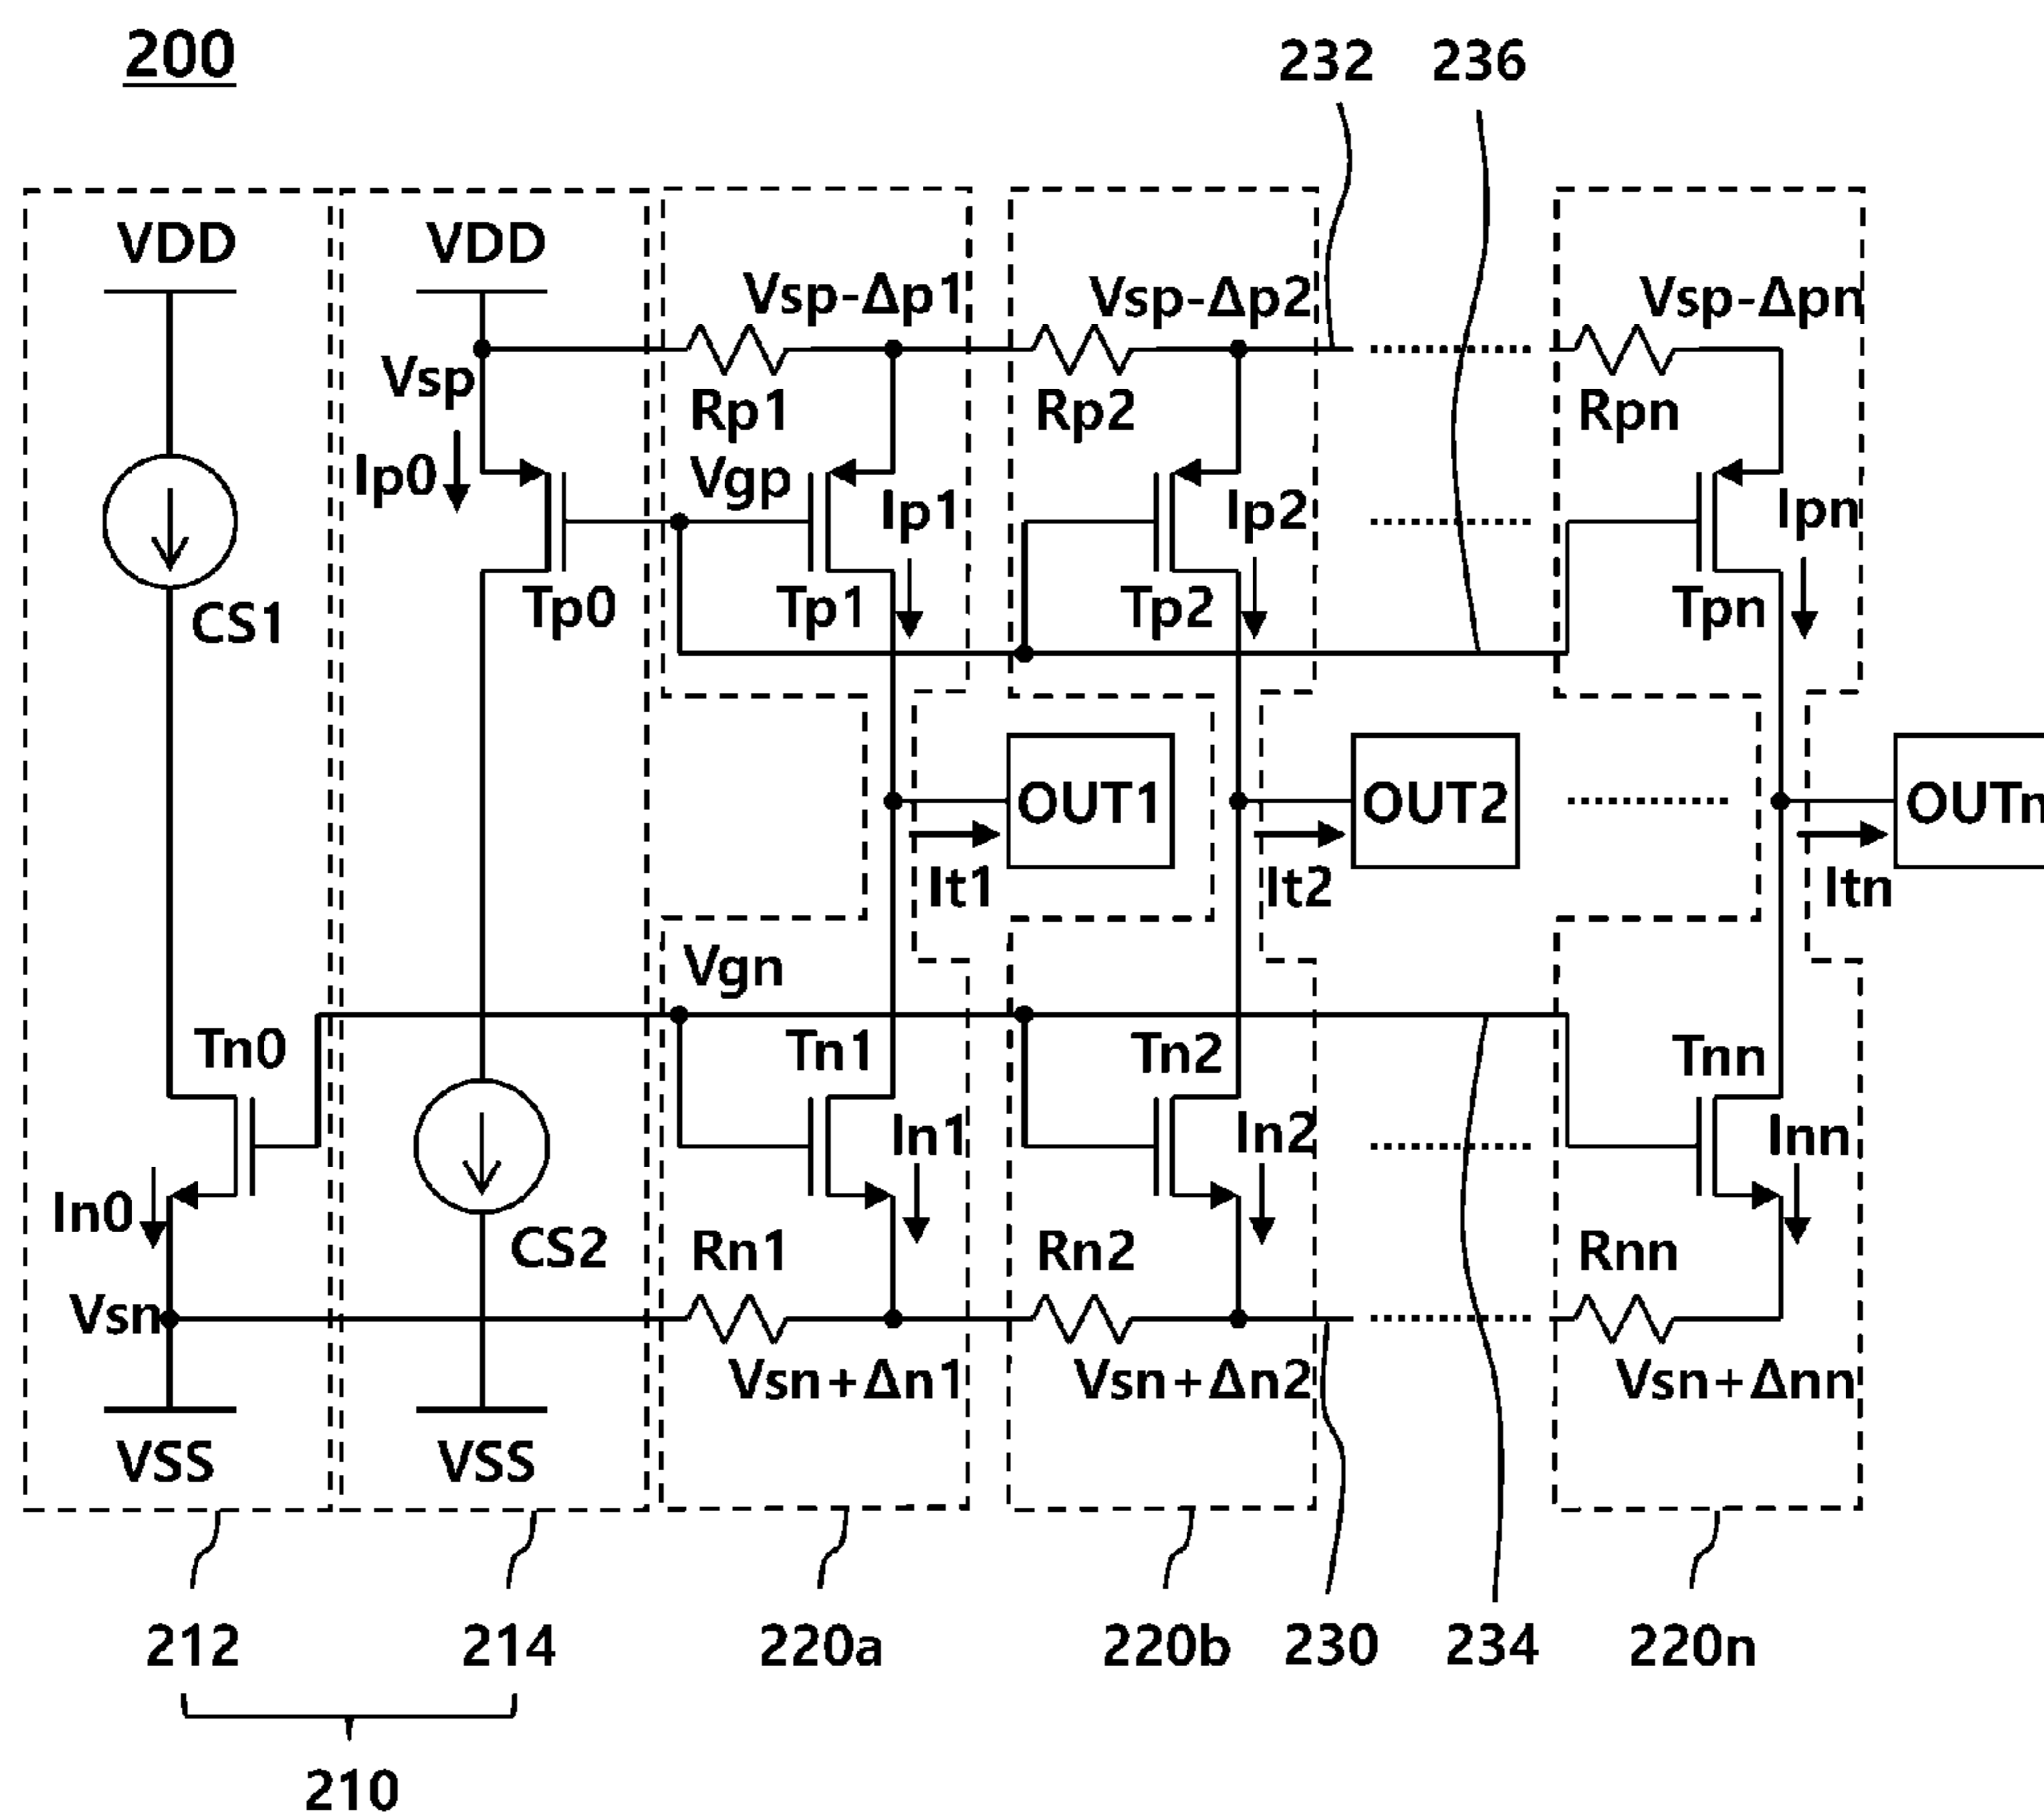 200
232 236
VDD VDD
Vsp-Δp1 Vsp-Δp2 Vsp-Δpn
Vsp Rp1 Rp2 Rpn
Ip0 Vgp Ip1 Ip2 Ipn
CS1 Tp0 Tp1 Tp2 Tpn
OUT1 OUT2 OUTn
It1 It2 Itn
Vgn
Tn0 Tn1 Tn2 Tnn
In1 In2 Inn
In0 CS2 Rn1 Rn2 Rnn
Vsn
Vsn+Δn1 Vsn+Δn2 Vsn+Δnn
VSS VSS
212 214 220a 220b 230 234 220n
210